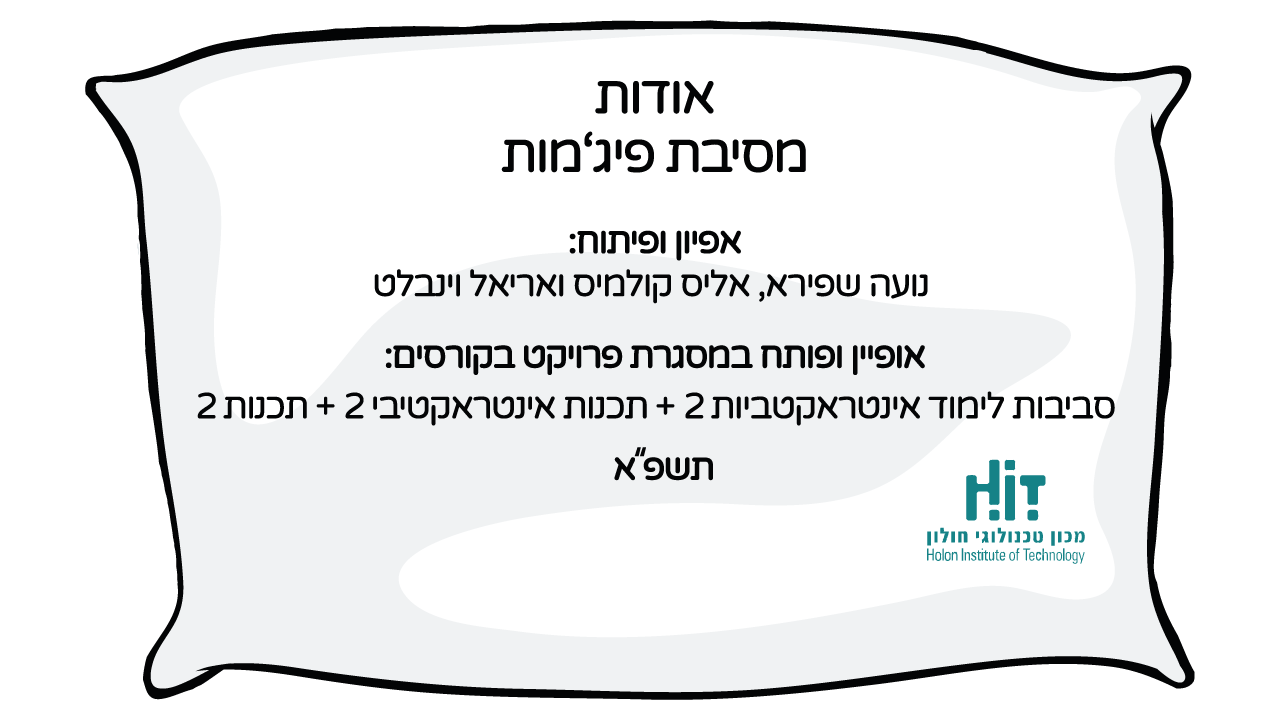 אודות
מסיבת פיג‘מות
אפיון ופיתוח:
נועה שפירא, אליס קולמיס ואריאל וינבלט
אופיין ופותח במסגרת פרויקט בקורסים:
סביבות לימוד אינטראקטביות 2 + תכנות אינטראקטיבי 2 + תכנות 2
תשפ“א
HiT
מכון טכנולוגי חולון
Holon Institute of Technology